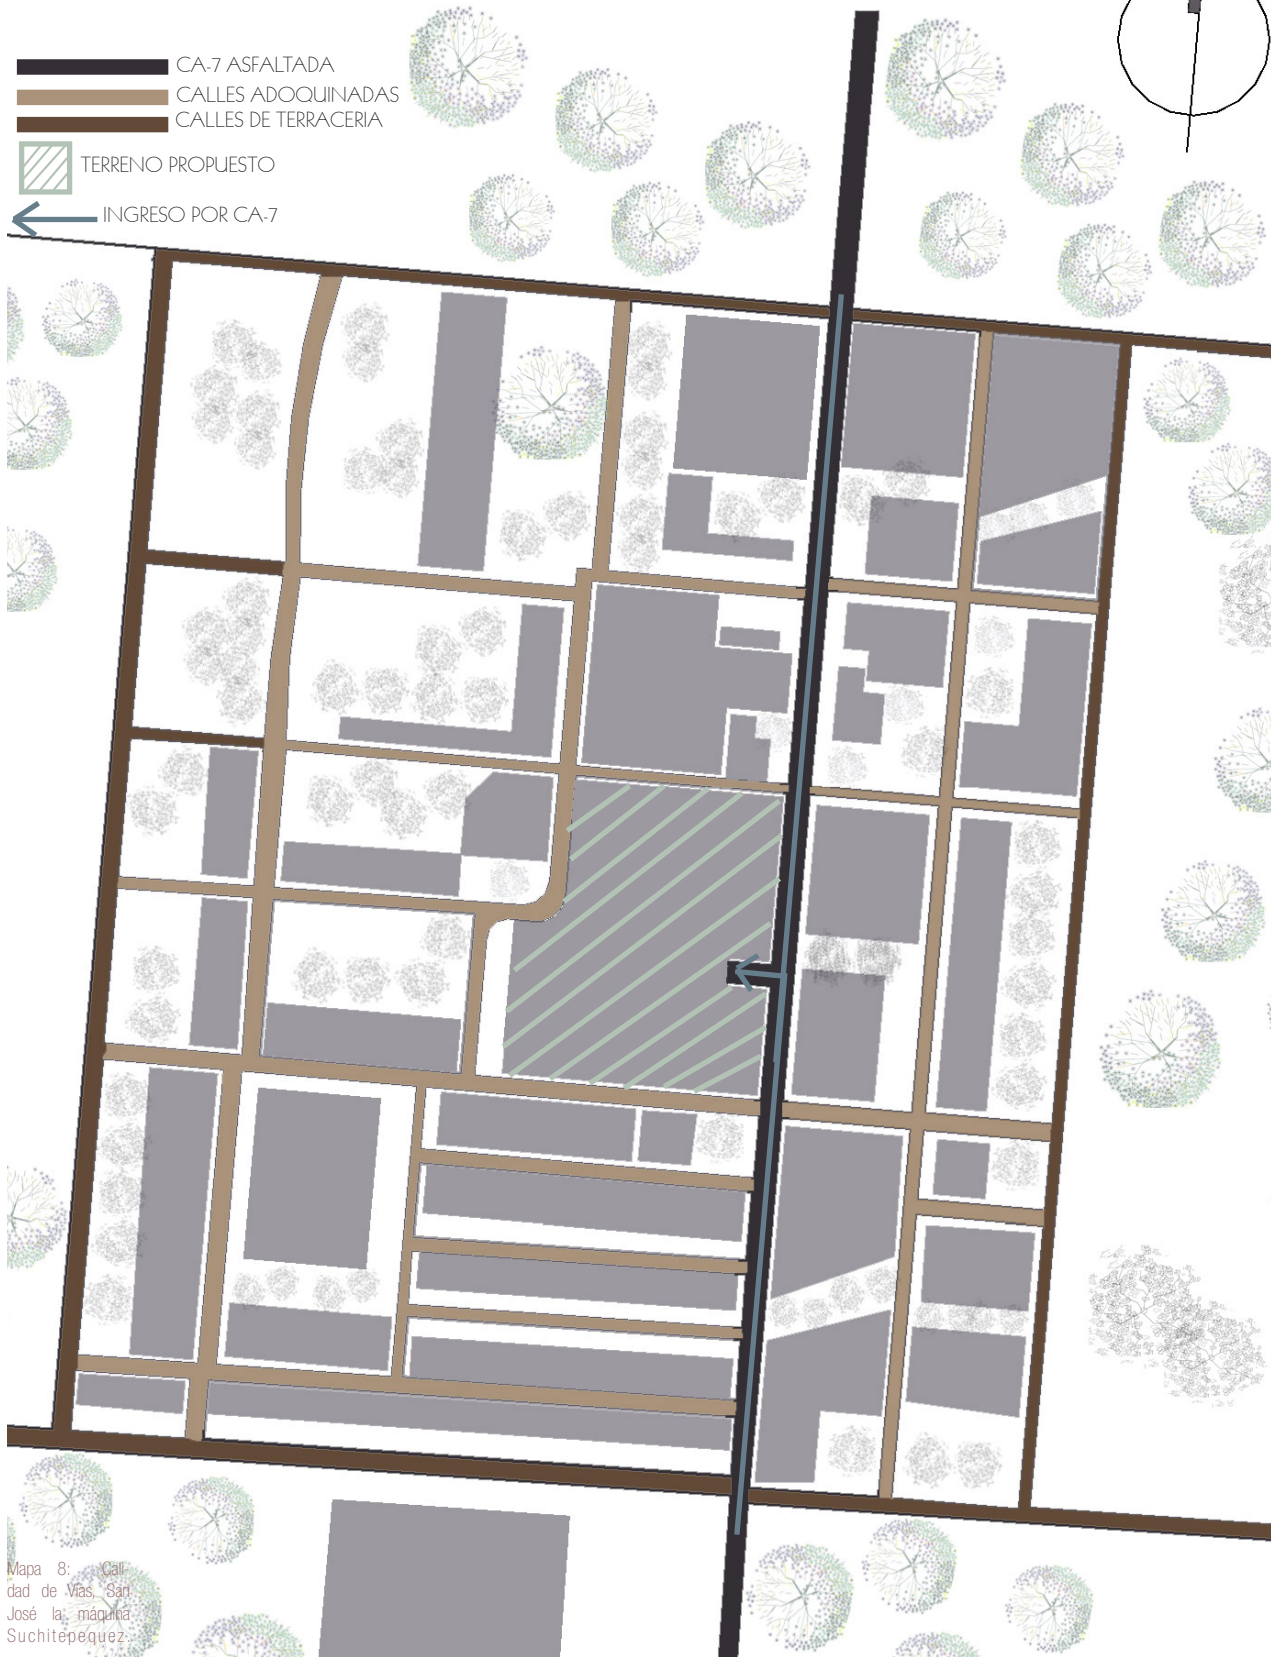 CA-7 ASFALTADA
CALLES ADOQUINADAS
CALLES DE TERRACERIA
TERRENO PROPUESTO
INGRESO POR CA-7
Mapa 8: Cali-
dad de Vías, San
José la máquina
Suchitepequez.